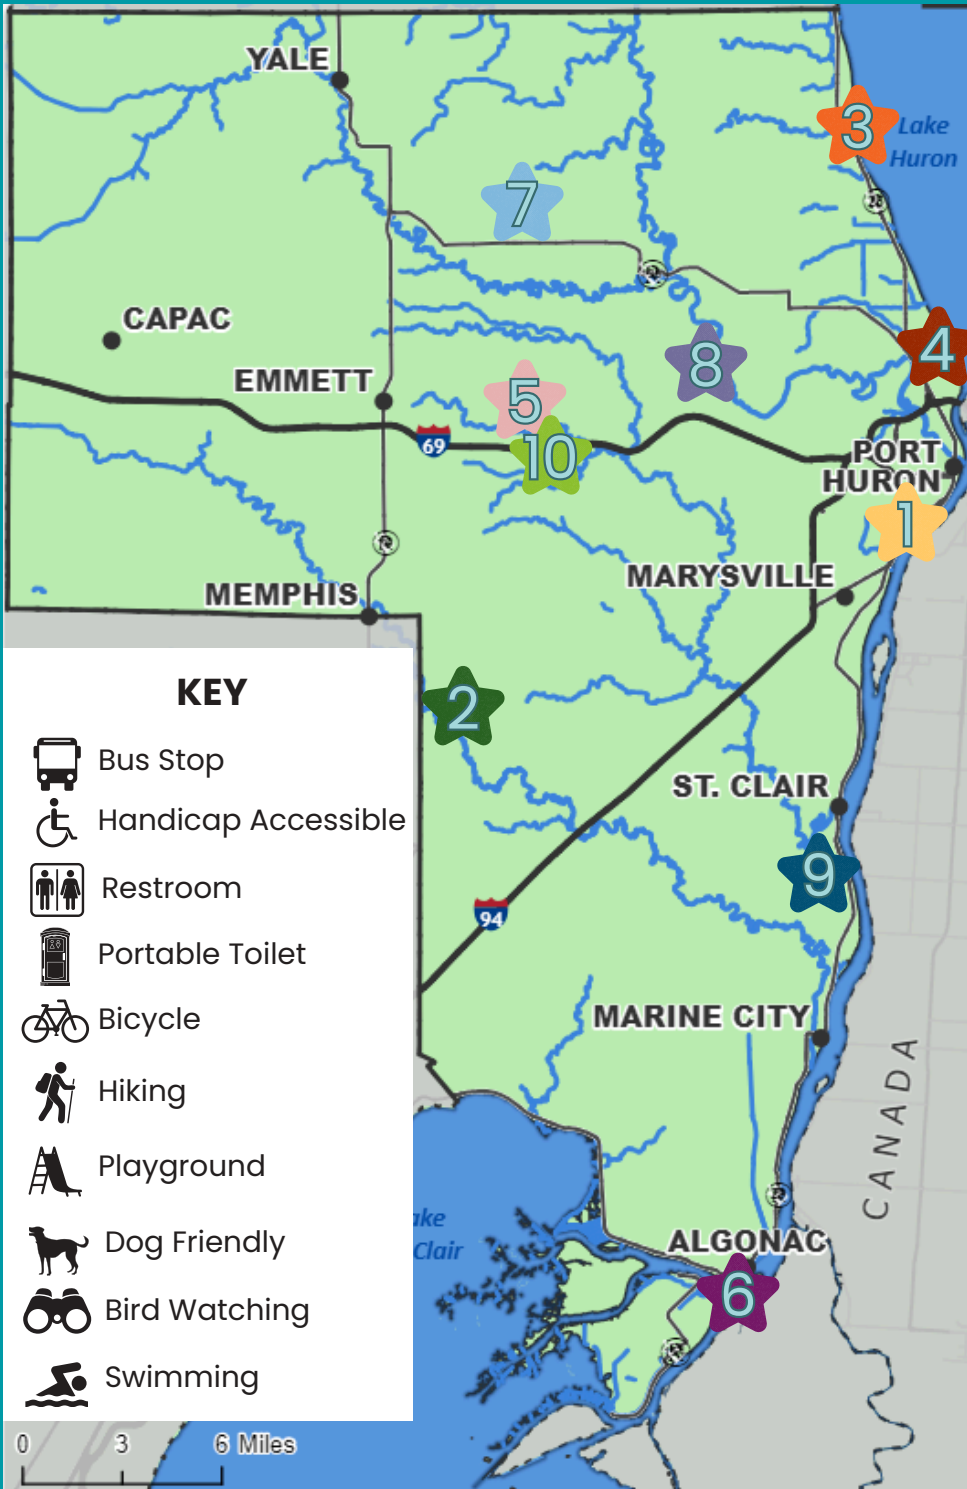 YALE
3
Lake
Huron
7
CAPAC
4
8
EMMETT
5
69
10
PORT
HURON
1
MARYSVILLE
MEMPHIS
2
ST. CLAIR
9
94
MARINE CITY
CANADA
ake
Clair
ALGONAC
6
KEY
Bus Stop
Handicap Accessible
Restroom
Portable Toilet
Bicycle
Hiking
Playground
Dog Friendly
Bird Watching
Swimming
0 3 6 Miles